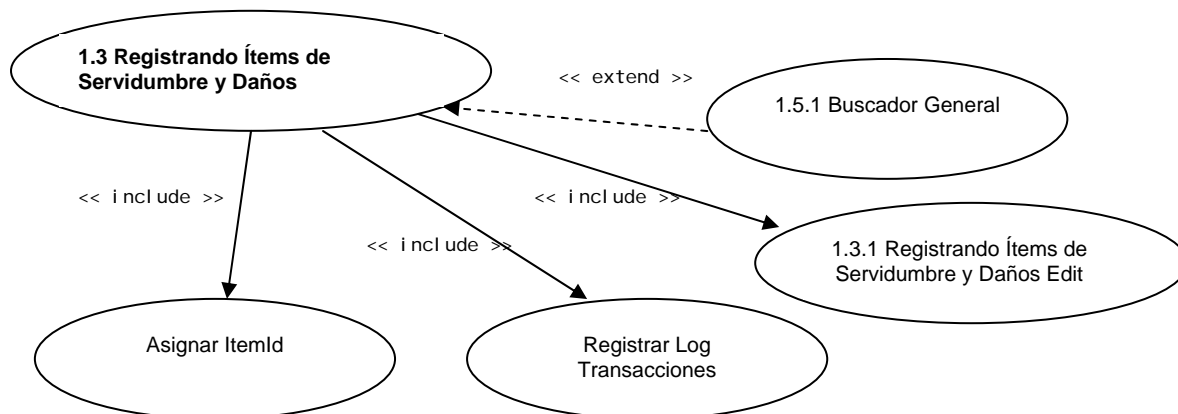 1.3 Registrando Ítems de
Servidumbre y Daños
<< extend >>
1.5.1 Buscador General
<< include >>
<< include >>
<< include >>
1.3.1 Registrando Ítems de
Servidumbre y Daños Edit
Asignar ItemId
Registrar Log
Transacciones